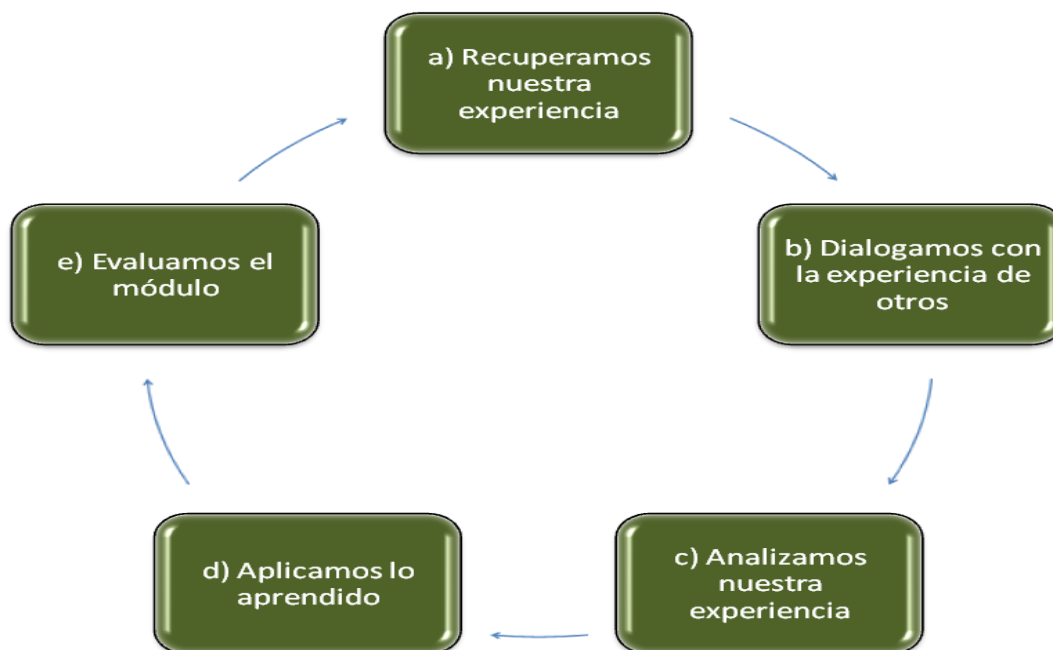 a) Recuperamos
nuestra
experiencia
b) Dialogamos con
la experiencia de
otros
c) Analizamos
nuestra
experiencia
d) Aplicamos lo
aprendido
e) Evaluamos el
módulo